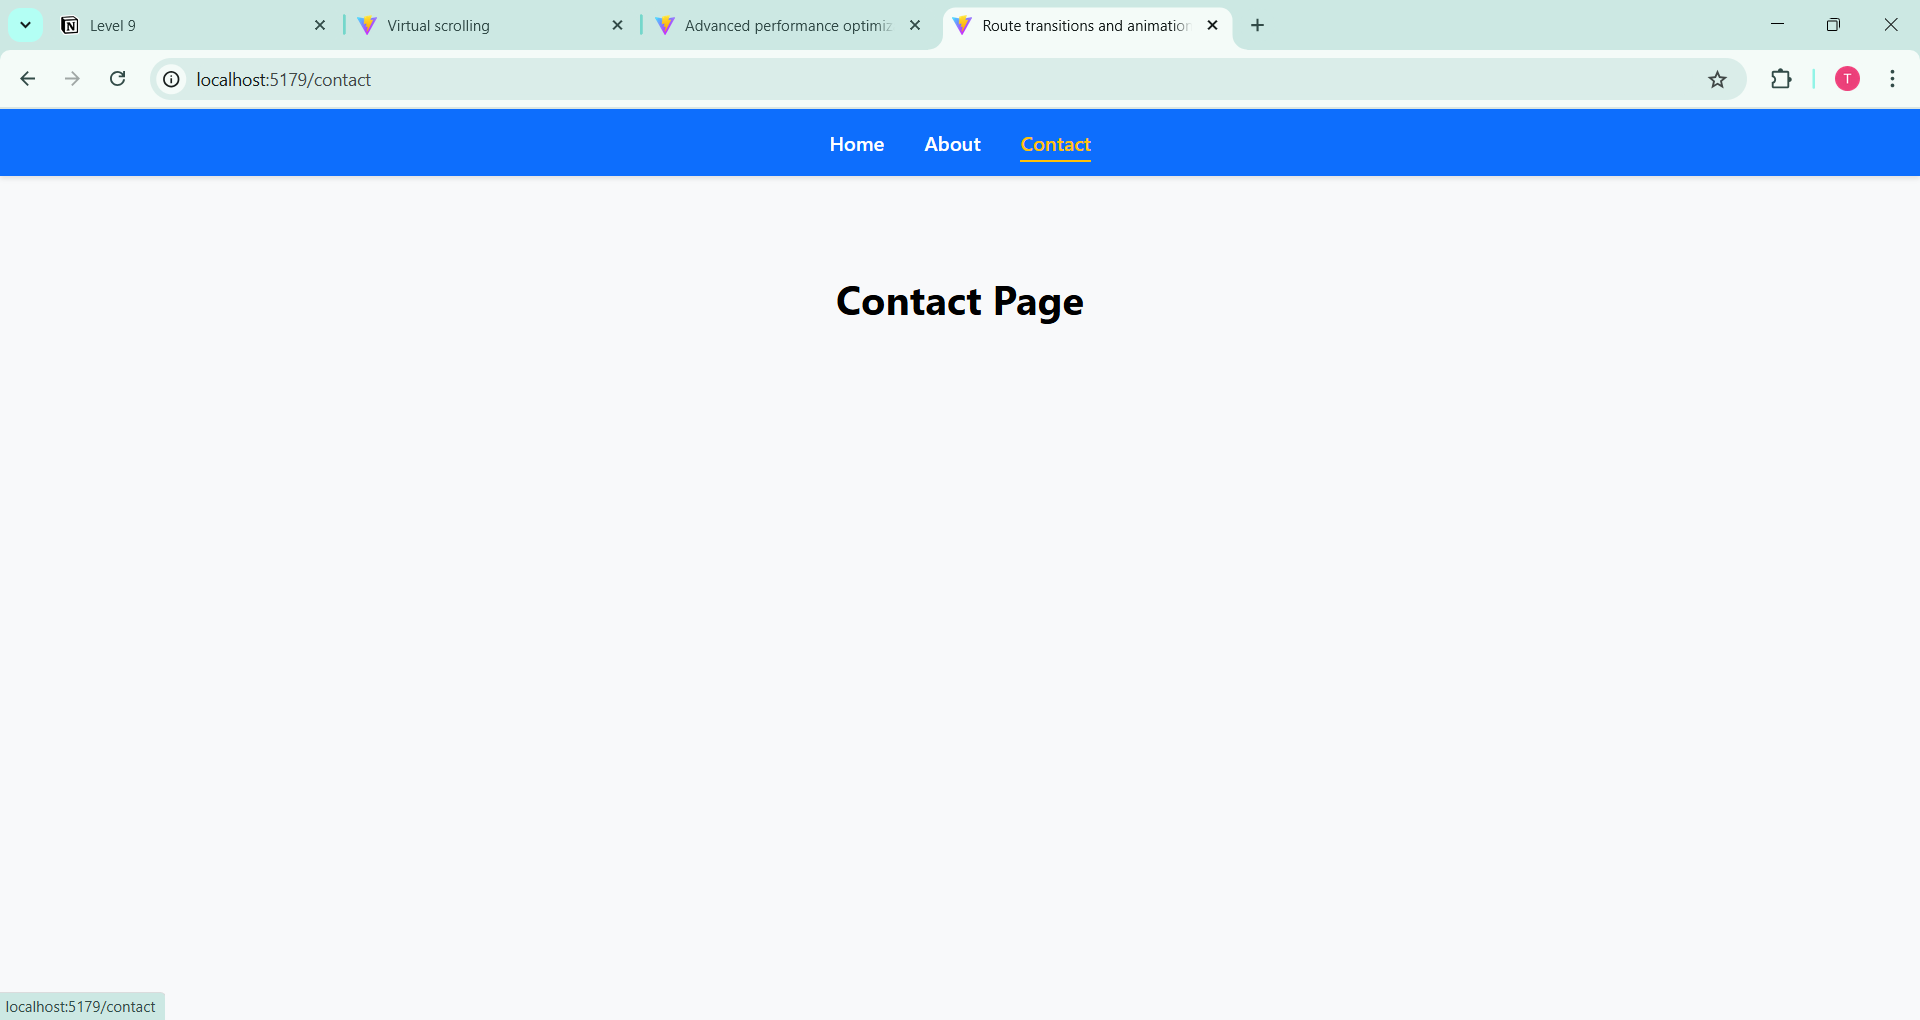 Level 9
Virtual scrolling
Advanced performance optimiz
Route transitions and animation
localhost:5179/contact
T
Home
About
Contact
Contact Page
localhost:5179/contact